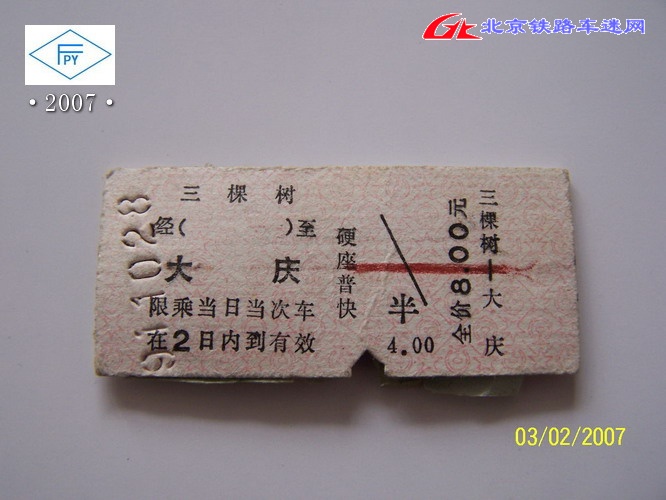 FPY
·2007·
北京铁路车迷网
三棵树
经( )至
大庆
限乘当日当次车
在2日内到有效
硬座普快
半
4.00
全价8.00元
三棵树—大庆
03/02/2007